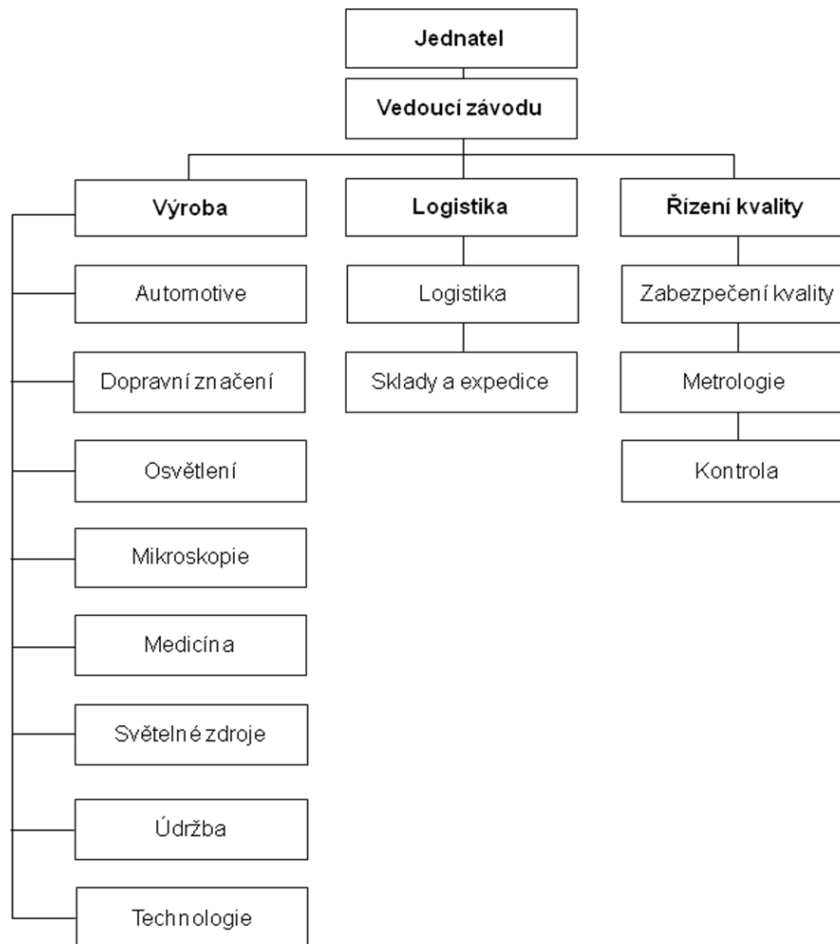 Jednatel
Vedoucí závodu
Výroba
Logistika
Řízení kvality
Automotive
Logistika
Zabezpečení kvality
Dopravní značení
Sklady a expedice
Metrologie
Osvětlení
Kontrola
Mikroskopie
Medicína
Světelné zdroje
Údržba
Technologie